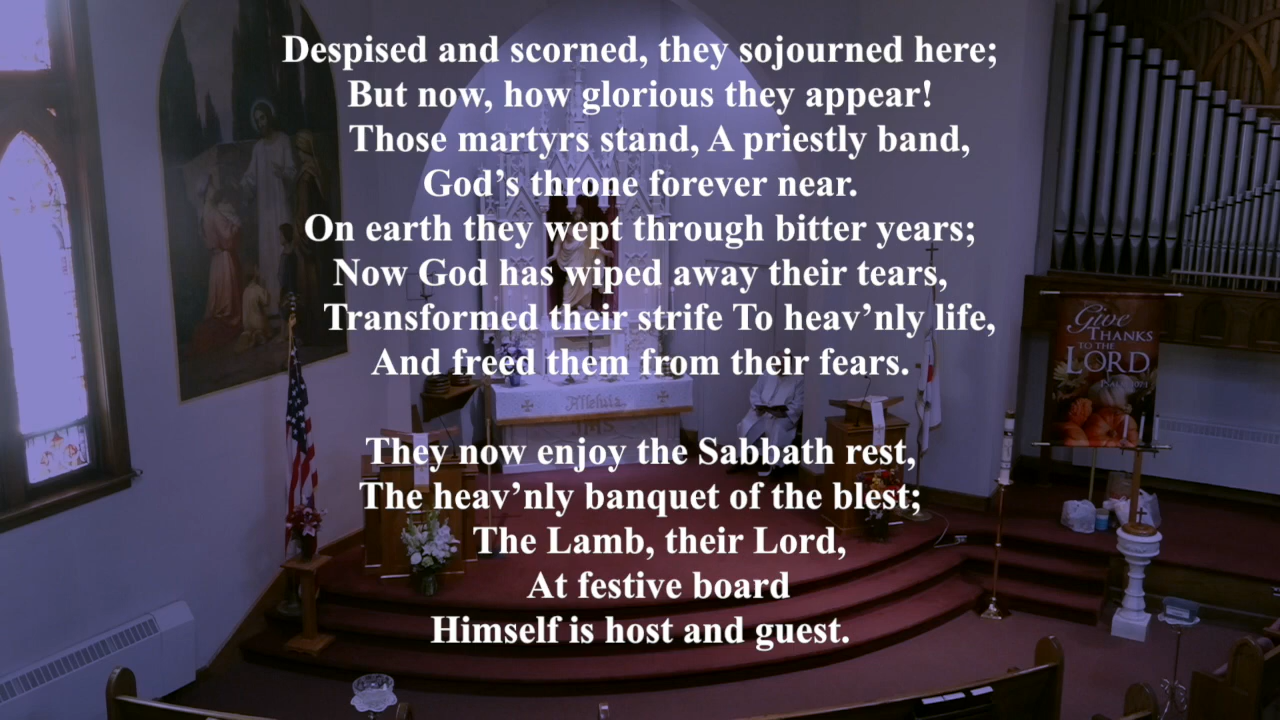 Despised and scorned, they sojourned here;
But now, how glorious they appear!
Those martyrs stand, A priestly band,
God’s throne forever near.
On earth they wept through bitter years;
Now God has wiped away their tears,
Transformed their strife To heav’nly life,
And freed them from their fears.
They now enjoy the Sabbath rest,
The heav’nly banquet of the blest;
The Lamb, their Lord,
At festive board
Himself is host and guest.
Give
THANKS
TO THE
LORD
Alleluia